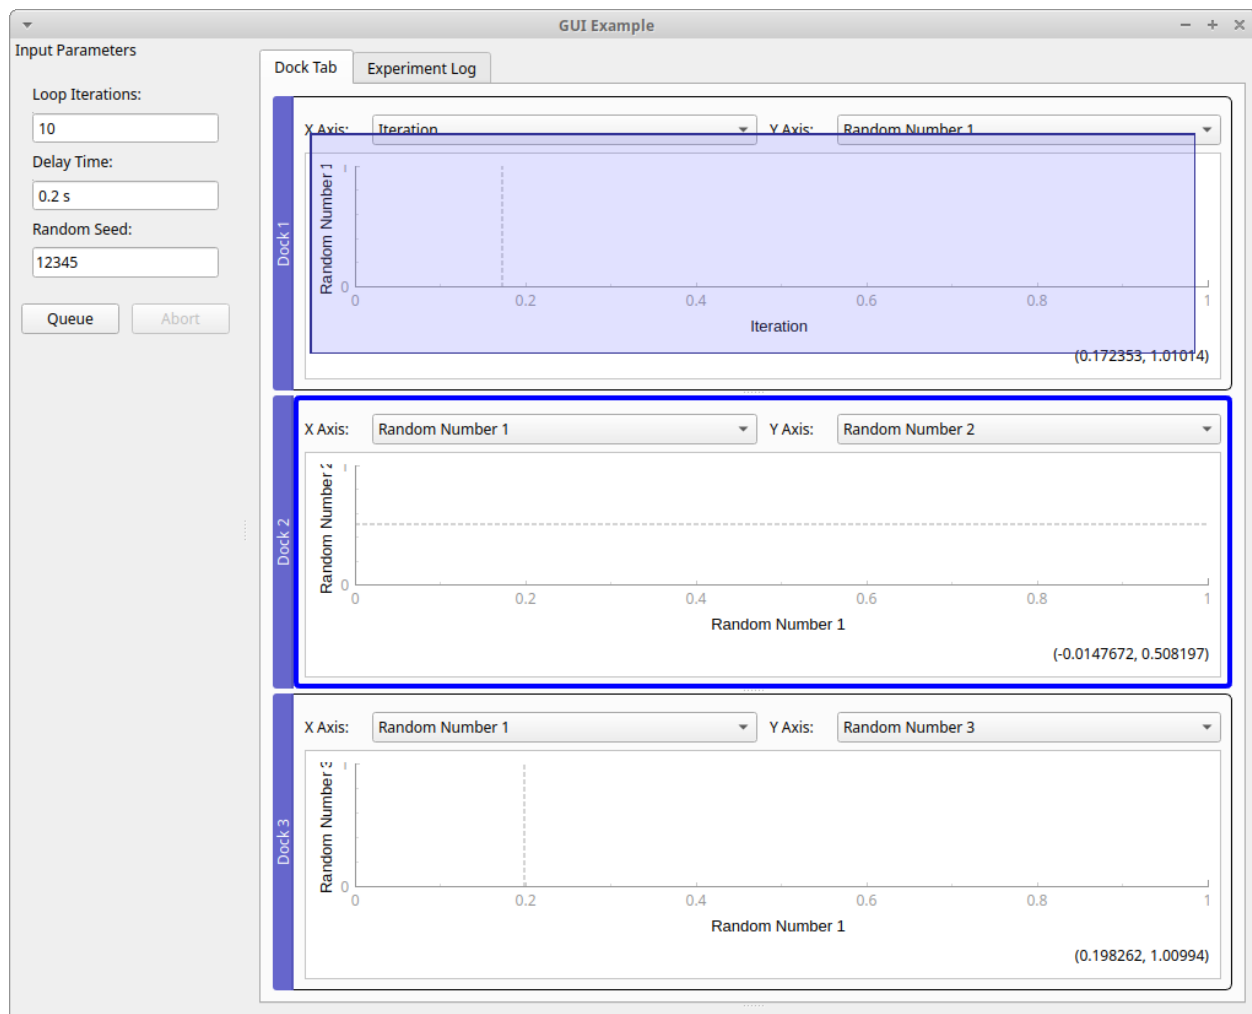 GUI Example
Input Parameters
Loop Iterations:
10
Delay Time:
0.2 s
Random Seed:
12345
Queue Abort
Dock Tab Experiment Log
Dock 1
X Axis: Iteration Y Axis: Random Number 1
Random Number 1
1
0
0 0.2 0.4 0.6 0.8 1
Iteration
(0.172353, 1.01014)
Dock 2
X Axis: Random Number 1 Y Axis: Random Number 2
Random Number 2
1
0
0 0.2 0.4 0.6 0.8 1
Random Number 1
(-0.0147672, 0.508197)
Dock 3
X Axis: Random Number 1 Y Axis: Random Number 3
Random Number 3
1
0
0 0.2 0.4 0.6 0.8 1
Random Number 1
(0.198262, 1.00994)